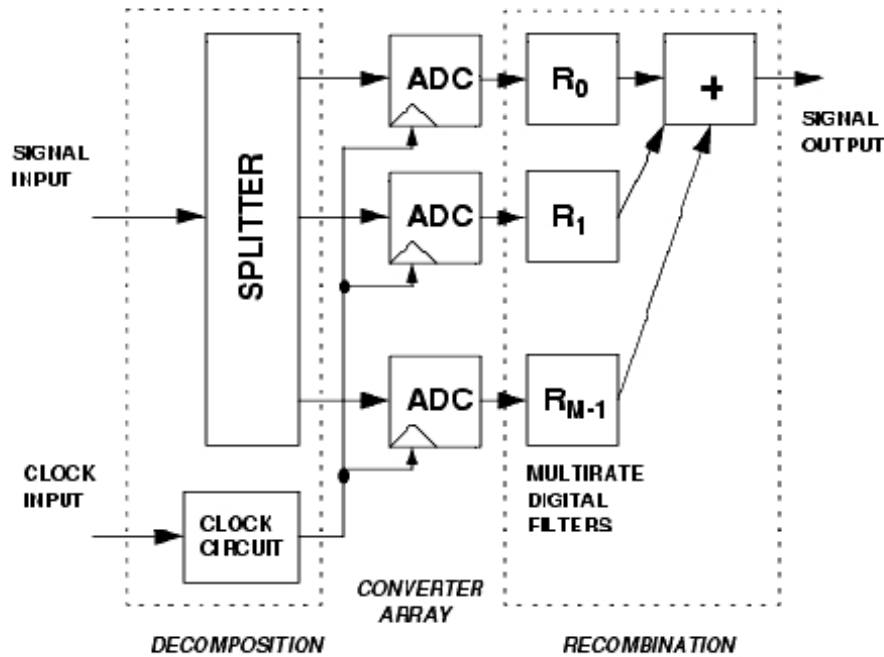 SIGNAL
INPUT
SPLITTER
ADC
R0
+
SIGNAL
OUTPUT
ADC
R1
ADC
RM-1
CLOCK
INPUT
CLOCK
CIRCUIT
MULTIRATE
DIGITAL
FILTERS
CONVERTER
ARRAY
DECOMPOSITION
RECOMBINATION